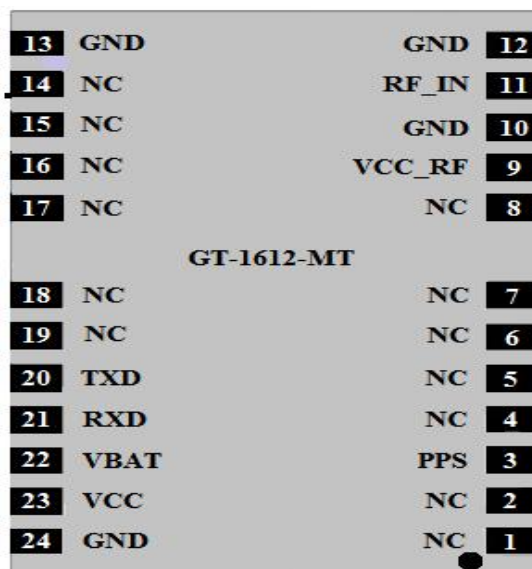 13 GND GND 12
14 NC RF_IN 11
15 NC GND 10
16 NC VCC_RF 9
17 NC NC 8
GT-1612-MT
18 NC NC 7
19 NC NC 6
20 TXD NC 5
21 RXD NC 4
22 VBAT PPS 3
23 VCC NC 2
24 GND NC 1